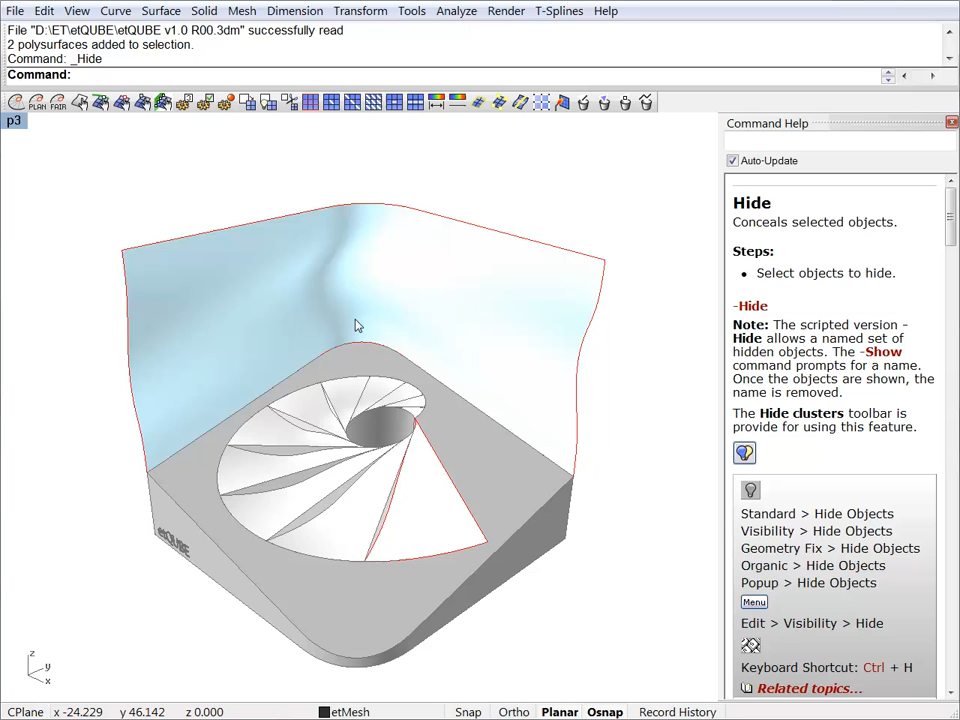 File Edit View Curve Surface Solid Mesh Dimension Transform Tools Analyze Render T-Splines Help
File "D:\ET\etQUBE\etQUBE v1.0 R00.3dm" successfully read
2 polysurfaces added to selection.
Command: _Hide
Command:
PLAN FAIR
p3
Command Help
Auto-Update
Hide
Conceals selected objects.
Steps:
• Select objects to hide.
-Hide
Note: The scripted version -
Hide allows a named set of
hidden objects. The -Show
command prompts for a name.
Once the objects are shown, the
name is removed.
The Hide clusters toolbar is
provide for using this feature.
Standard > Hide Objects
Visibility > Hide Objects
Geometry Fix > Hide Objects
Organic > Hide Objects
Popup > Hide Objects
Menu
Edit > Visibility > Hide
Keyboard Shortcut: Ctrl + H
Related topics...
etQUBE
z
y
x
CPlane x -24.229 y 46.142 z 0.000 etMesh Snap Ortho Planar Osnap Record History